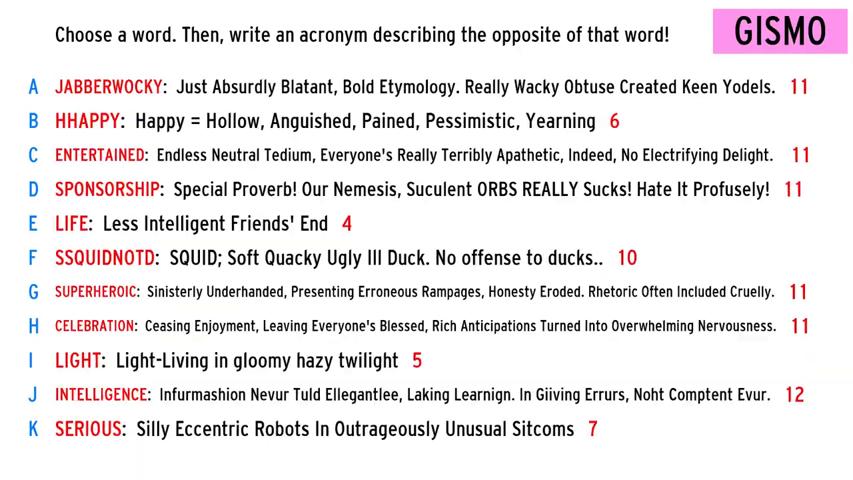 Choose a word. Then, write an acronym describing the opposite of that word!
GISMO
A JABBERWOCKY: Just Absurdly Blatant, Bold Etymology. Really Wacky Obtuse Created Keen Yodels. 11
B HHAPPY: Happy = Hollow, Anguished, Pained, Pessimistic, Yearning 6
C ENTERTAINED: Endless Neutral Tedium, Everyone's Really Terribly Apathetic, Indeed, No Electrifying Delight. 11
D SPONSORSHIP: Special Proverb! Our Nemesis, Suculent ORBS REALLY Sucks! Hate It Profusely! 11
E LIFE: Less Intelligent Friends' End 4
F SSQUIDNOTD: SQUID; Soft Quacky Ugly Ill Duck. No offense to ducks.. 10
G SUPERHEROIC: Sinisterly Underhanded, Presenting Erroneous Rampages, Honesty Eroded. Rhetoric Often Included Cruelly. 11
H CELEBRATION: Ceasing Enjoyment, Leaving Everyone's Blessed, Rich Anticipations Turned Into Overwhelming Nervousness. 11
I LIGHT: Light-Living in gloomy hazy twilight 5
J INTELLIGENCE: Infurmashion Nevur Tuld Ellegantlee, Laking Learnign. In Giiving Errurs, Noht Comptent Evur. 12
K SERIOUS: Silly Eccentric Robots In Outrageously Unusual Sitcoms 7